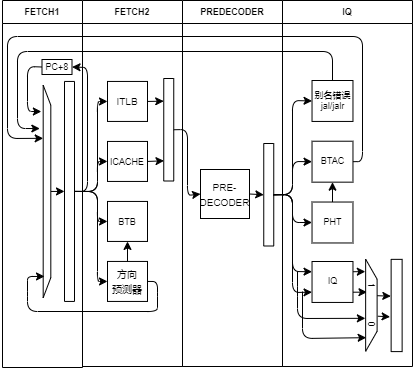 FETCH1
FETCH2
PREDECODER
IQ
PC+8
ITLB
ICACHE
BTB
方向
预测器
PRE-
DECODER
别名错误
jal/jalr
BTAC
PHT
IQ
1
0